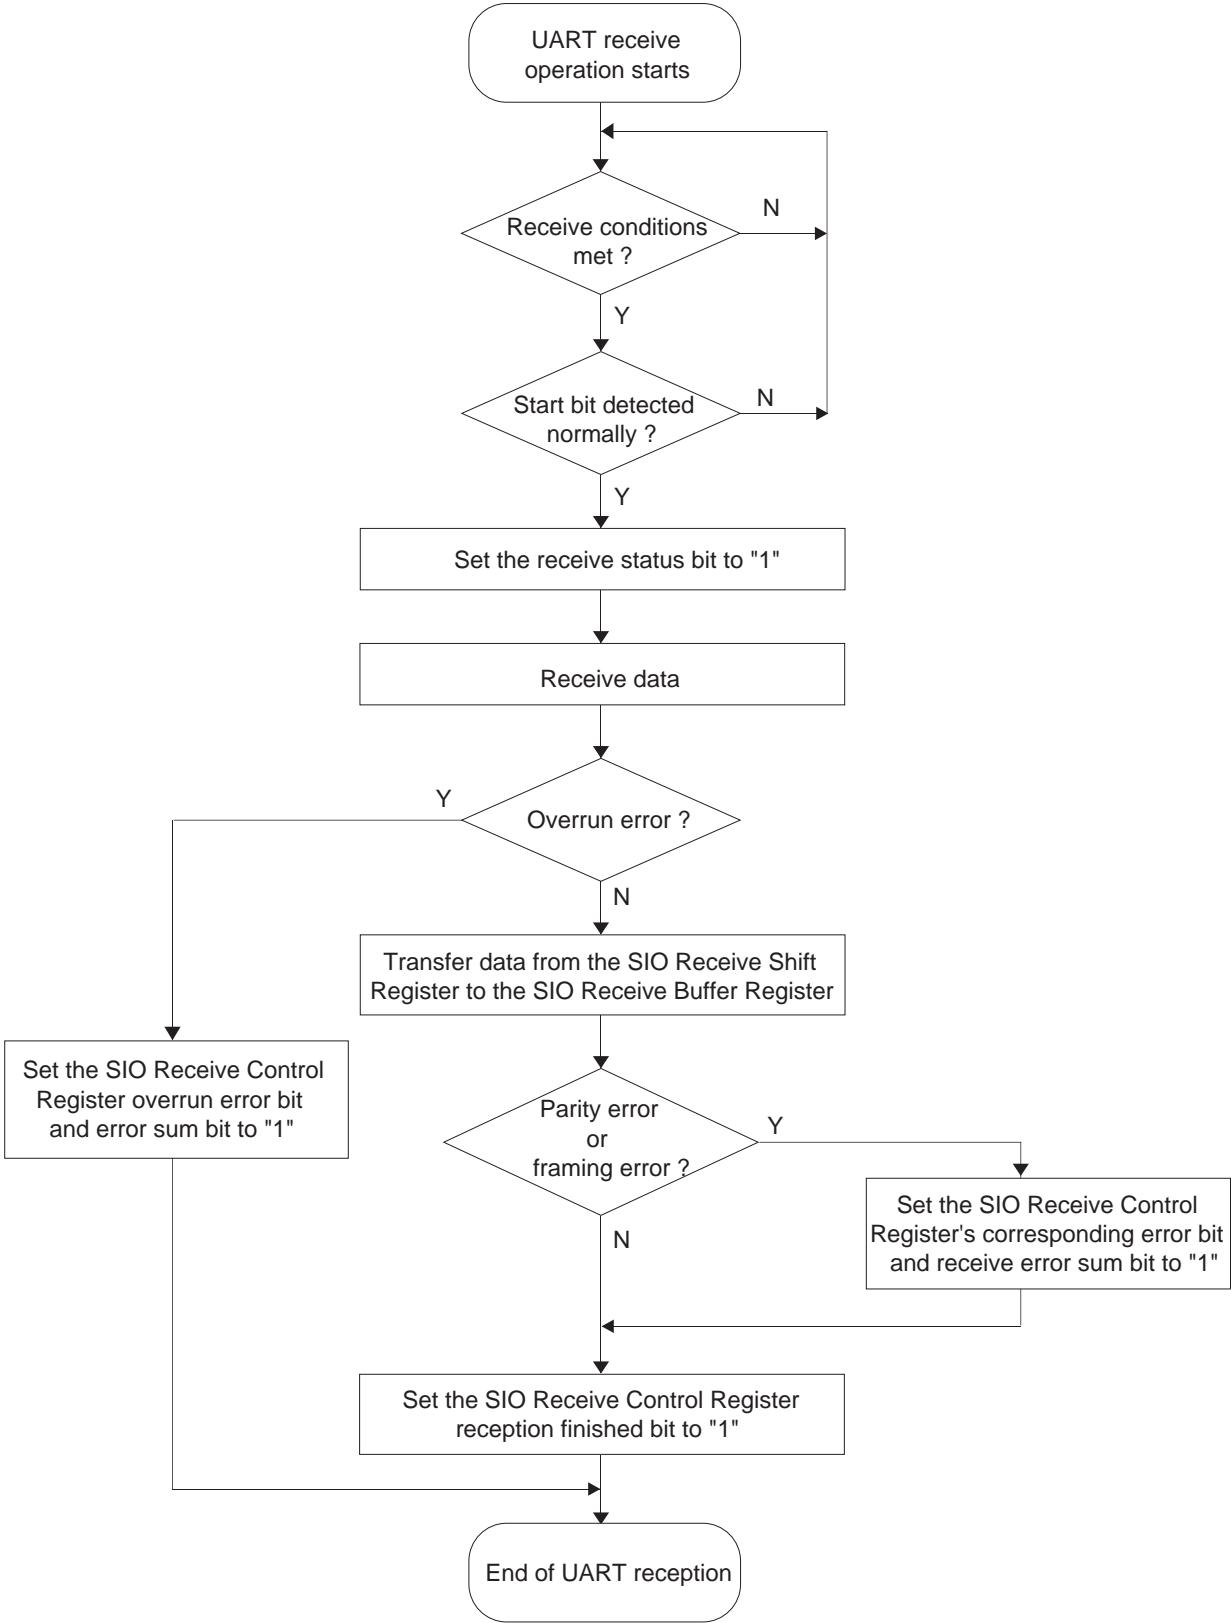 UART receive
operation starts
Receive conditions
met ?
N
Y
Start bit detected
normally ?
N
Y
Set the receive status bit to "1"
Receive data
Y
Overrun error ?
N
Transfer data from the SIO Receive Shift
Register to the SIO Receive Buffer Register
Set the SIO Receive Control
Register overrun error bit
and error sum bit to "1"
Parity error
or
framing error ?
Y
N
Set the SIO Receive Control
Register's corresponding error bit
and receive error sum bit to "1"
Set the SIO Receive Control Register
reception finished bit to "1"
End of UART reception